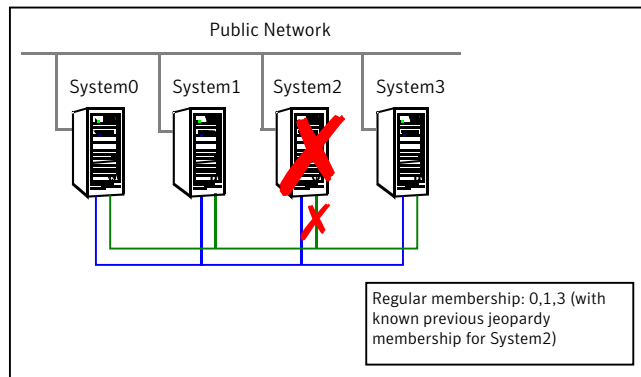 Public Network
System0
System1
System2
System3
Regular membership: 0,1,3 (with
known previous jeopardy
membership for System2)